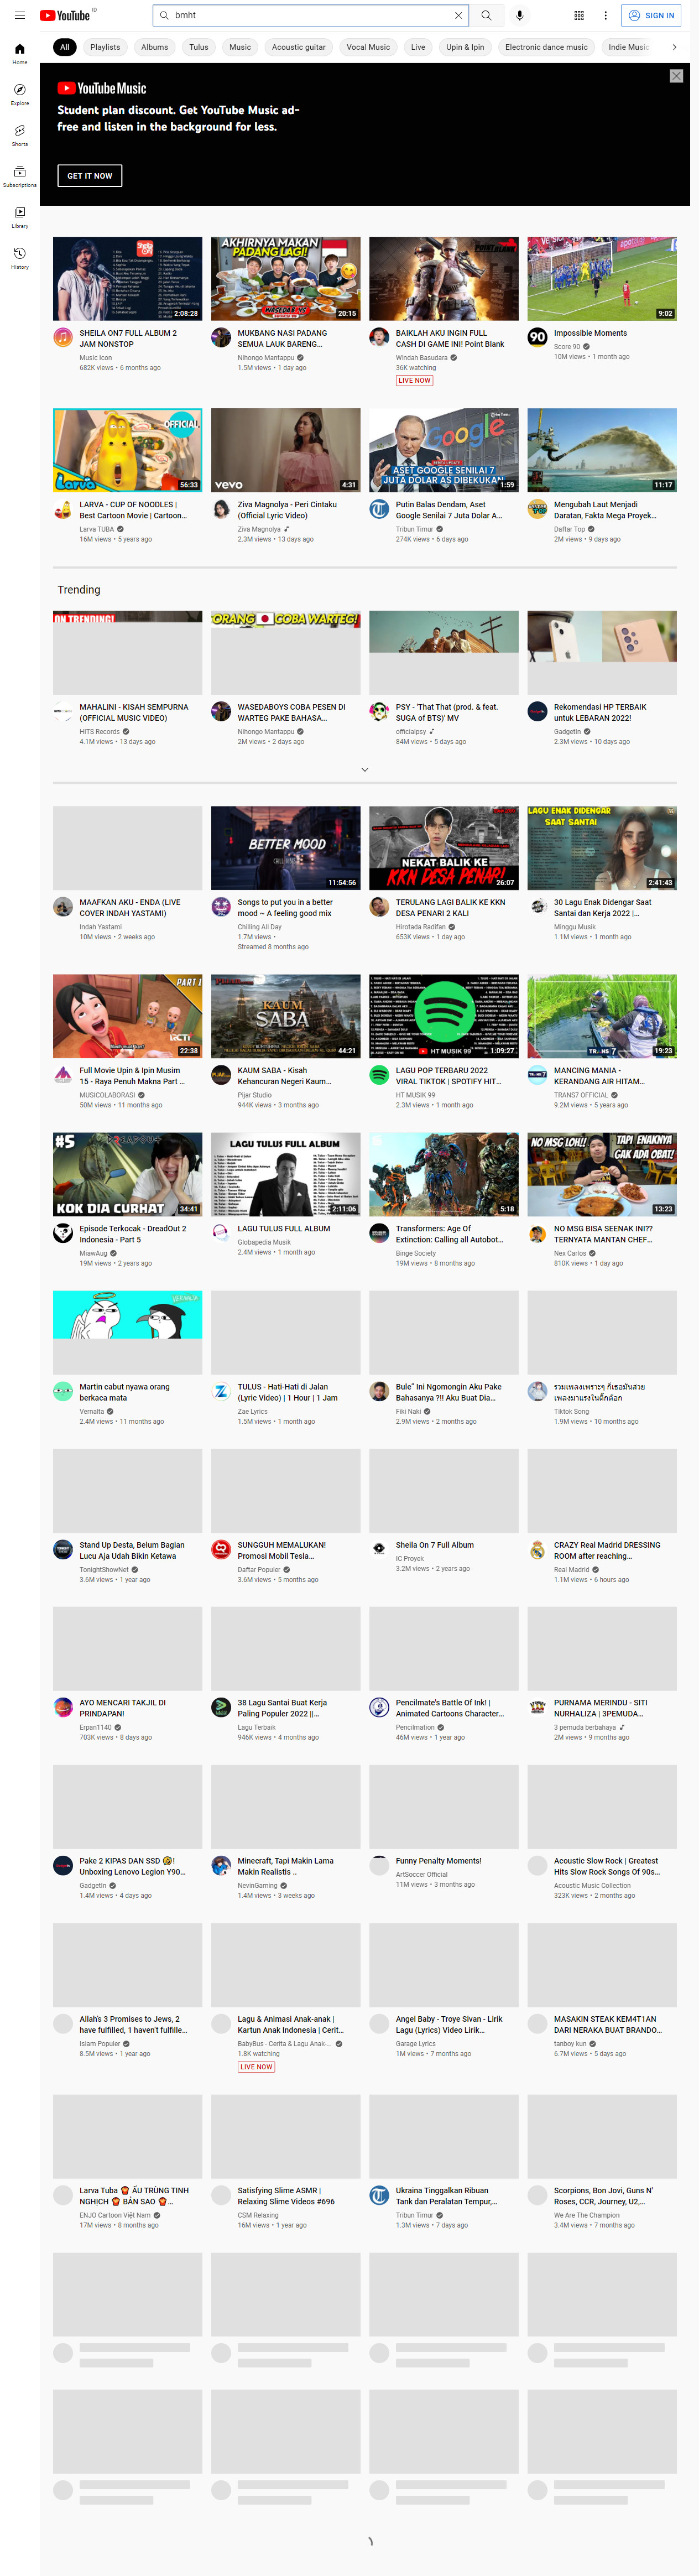 YouTube ID
bmht
SIGN IN
Home
Explore
Shorts
Subscriptions
Library
History
All
Playlists
Albums
Tulus
Music
Acoustic guitar
Vocal Music
Live
Upin & Ipin
Electronic dance music
Indie Music
YouTube Music
Student plan discount. Get YouTube Music ad-
free and listen in the background for less.
GET IT NOW
2:08:28
AKHIRNYA MAKAN
PADANG LAGI!
20:15
POINT BLANK
9:02
SHEILA ON7 FULL ALBUM 2
JAM NONSTOP
Music Icon
682K views • 6 months ago
MUKBANG NASI PADANG
SEMUA LAUK BARENG...
Nihongo Mantappu
1.5M views • 1 day ago
BAIKLAH AKU INGIN FULL
CASH DI GAME INI! Point Blank
Windah Basudara
36K watching
LIVE NOW
90
Impossible Moments
Score 90
10M views • 1 month ago
OFFICIAL
Larva
56:33
vevo
4:31
Google
ASET GOOGLE SENILAI 7
JUTA DOLAR AS DIBEKUKAN
1:59
11:17
LARVA - CUP OF NOODLES |
Best Cartoon Movie | Cartoon...
Larva TUBA
16M views • 5 years ago
Ziva Magnolya - Peri Cintaku
(Official Lyric Video)
Ziva Magnolya
2.3M views • 13 days ago
Putin Balas Dendam, Aset
Google Senilai 7 Juta Dolar A...
Tribun Timur
274K views • 6 days ago
Mengubah Laut Menjadi
Daratan, Fakta Mega Proyek...
Daftar Top
2M views • 9 days ago
Trending
ON TRENDING!
ORANG COBA WARTEG!
MAHALINI - KISAH SEMPURNA
(OFFICIAL MUSIC VIDEO)
HITS Records
4.1M views • 13 days ago
WASEDABOYS COBA PESEN DI
WARTEG PAKE BAHASA...
Nihongo Mantappu
2M views • 2 days ago
PSY - 'That That (prod. & feat.
SUGA of BTS)' MV
officialpsy
84M views • 5 days ago
Rekomendasi HP TERBAIK
untuk LEBARAN 2022!
GadgetIn
2.3M views • 10 days ago
BETTER MOOD
11:54:56
NEKAT BALIK KE
KKN DESA PENARI
26:07
LAGU ENAK DIDENGAR
SAAT SANTAI
2:41:43
MAAFKAN AKU - ENDA (LIVE
COVER INDAH YASTAMI)
Indah Yastami
10M views • 2 weeks ago
Songs to put you in a better
mood ~ A feeling good mix
Chilling All Day
1.7M views •
Streamed 8 months ago
TERULANG LAGI BALIK KE KKN
DESA PENARI 2 KALI
Hirotada Radifan
653K views • 1 day ago
30 Lagu Enak Didengar Saat
Santai dan Kerja 2022 |...
Minggu Musik
1.1M views • 1 month ago
PART 1
RCTI
22:38
KAUM
SABA
44:21
HT MUSIK 99
1:09:27
TRANS 7
19:23
Full Movie Upin & Ipin Musim
15 - Raya Penuh Makna Part ...
MUSICOLABORASI
50M views • 11 months ago
KAUM SABA - Kisah
Kehancuran Negeri Kaum...
Pijar Studio
944K views • 3 months ago
LAGU POP TERBARU 2022
VIRAL TIKTOK | SPOTIFY HIT...
HT MUSIK 99
2.3M views • 1 month ago
MANCING MANIA -
KERANDANG AIR HITAM...
TRANS7 OFFICIAL
9.2M views • 5 years ago
#5
KOK DIA CURHAT
34:41
LAGU TULUS FULL ALBUM
2:11:06
5:18
NO MSG LOH!! TAPI ENAKNYA
GAK ADA OBAT!
13:23
Episode Terkocak - DreadOut 2
Indonesia - Part 5
MiawAug
19M views • 2 years ago
LAGU TULUS FULL ALBUM
Globapedia Musik
2.4M views • 1 month ago
Transformers: Age Of
Extinction: Calling all Autobot...
Binge Society
19M views • 8 months ago
NO MSG BISA SEENAK INI??
TERNYATA MANTAN CHEF...
Nex Carlos
810K views • 1 day ago
VERNALTA
Martin cabut nyawa orang
berkaca mata
Vernalta
2.4M views • 11 months ago
TULUS - Hati-Hati di Jalan
(Lyric Video) | 1 Hour | 1 Jam
Zae Lyrics
1.5M views • 1 month ago
Bule" Ini Ngomongin Aku Pake
Bahasanya ?!! Aku Buat Dia...
Fiki Naki
2.9M views • 2 months ago
รวมเพลงเพราะๆ ก็เธอมันสวย
เพลงมาแรงในติ๊กต๊อก
Tiktok Song
1.9M views • 10 months ago
Stand Up Desta, Belum Bagian
Lucu Aja Udah Bikin Ketawa
TonightShowNet
3.6M views • 1 year ago
SUNGGUH MEMALUKAN!
Promosi Mobil Tesla...
Daftar Populer
3.6M views • 5 months ago
Sheila On 7 Full Album
IC Proyek
3.2M views • 2 years ago
CRAZY Real Madrid DRESSING
ROOM after reaching...
Real Madrid
1.1M views • 6 hours ago
AYO MENCARI TAKJIL DI
PRINDAPAN!
Erpan1140
703K views • 8 days ago
38 Lagu Santai Buat Kerja
Paling Populer 2022 ||...
Lagu Terbaik
946K views • 4 months ago
Pencilmate's Battle Of Ink! |
Animated Cartoons Character...
Pencilmation
46M views • 1 year ago
PURNAMA MERINDU - SITI
NURHALIZA | 3PEMUDA...
3 pemuda berbahaya
2M views • 9 months ago
Pake 2 KIPAS DAN SSD 🤣!
Unboxing Lenovo Legion Y90...
GadgetIn
1.4M views • 4 days ago
Minecraft, Tapi Makin Lama
Makin Realistis ..
NevinGaming
1.4M views • 3 weeks ago
Funny Penalty Moments!
ArtSoccer Official
11M views • 3 months ago
Acoustic Slow Rock | Greatest
Hits Slow Rock Songs Of 90s...
Acoustic Music Collection
323K views • 2 months ago
Allah's 3 Promises to Jews, 2
have fulfilled, 1 haven't fulfille...
Islam Populer
8.5M views • 1 year ago
Lagu & Animasi Anak-anak |
Kartun Anak Indonesia | Cerit...
BabyBus - Cerita & Lagu Anak-...
1.8K watching
LIVE NOW
Angel Baby - Troye Sivan - Lirik
Lagu (Lyrics) Video Lirik...
Garage Lyrics
1M views • 7 months ago
MASAKIN STEAK KEM4T1AN
DARI NERAKA BUAT BRANDO...
tanboy kun
6.7M views • 5 days ago
Larva Tuba 🍟 ẤU TRÙNG TINH
NGHỊCH 🍟 BẢN SAO 🍟...
ENJO Cartoon Việt Nam
17M views • 8 months ago
Satisfying Slime ASMR |
Relaxing Slime Videos #696
CSM Relaxing
16M views • 1 year ago
Ukraina Tinggalkan Ribuan
Tank dan Peralatan Tempur,...
Tribun Timur
1.3M views • 7 days ago
Scorpions, Bon Jovi, Guns N'
Roses, CCR, Journey, U2,...
We Are The Champion
3.4M views • 7 months ago